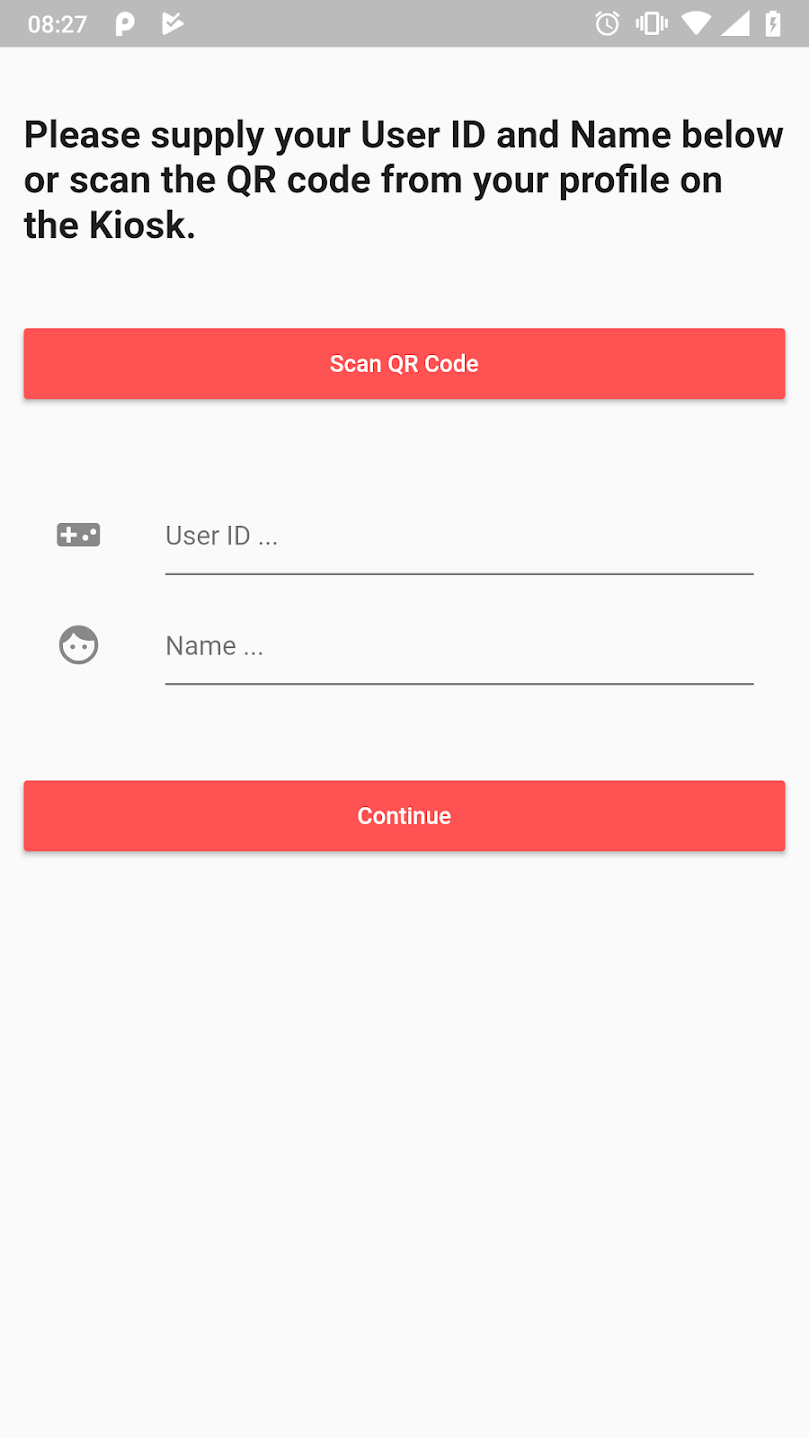 08:27
Please supply your User ID and Name below
or scan the QR code from your profile on
the Kiosk.
Scan QR Code
User ID ...
Name ...
Continue